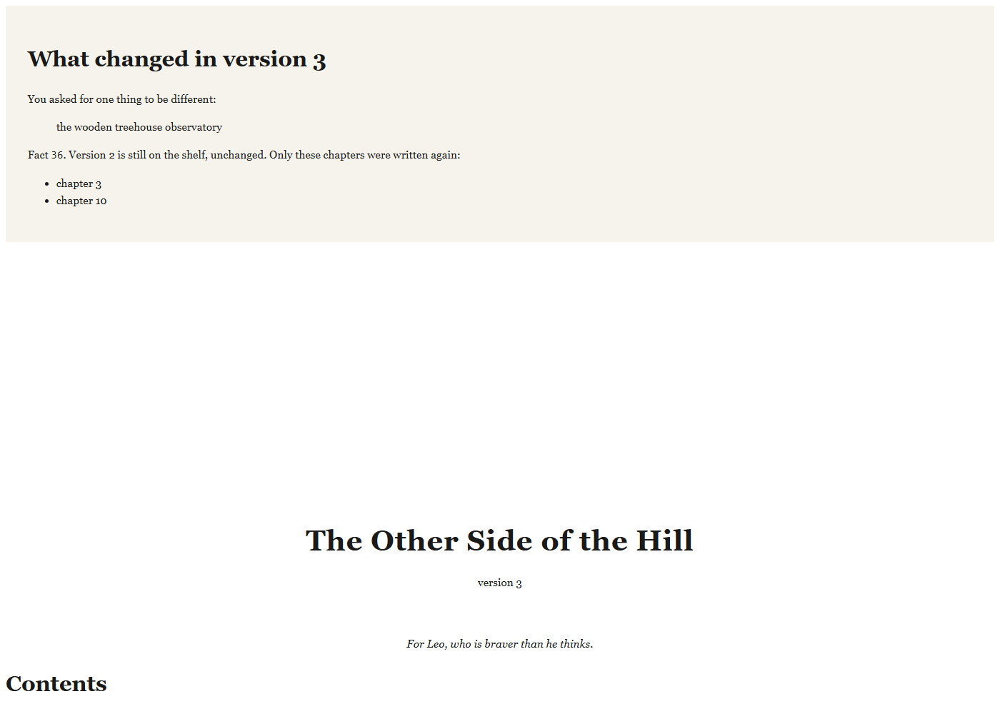 What changed in version 3
You asked for one thing to be different:
the wooden treehouse observatory
Fact 36. Version 2 is still on the shelf, unchanged. Only these chapters were written again:
• chapter 3
• chapter 10
The Other Side of the Hill
version 3
For Leo, who is braver than he thinks.
Contents